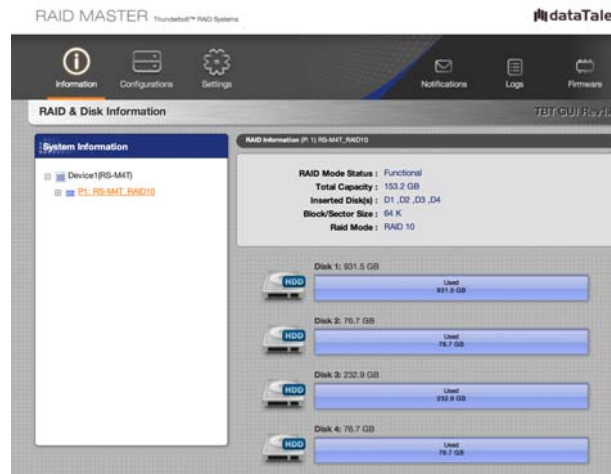 RAID MASTER Thunderbolt™ RAID Systems
dataTale
Information
Configurations
Settings
Notifications
Logs
Firmware
RAID & Disk Information
TBT GUI
System Information
Device1(RS-M4T)
P1: RS-M4T_RAID10
RAID Information (P: 1) RS-M4T_RAID10
RAID Mode Status : Functional
Total Capacity : 153.2 GB
Inserted Disk(s) : D1 ,D2 ,D3 ,D4
Block/Sector Size : 64 K
Raid Mode : RAID 10
Disk 1: 931.5 GB
HDD
Used
931.5 GB
Disk 2: 76.7 GB
HDD
Used
76.7 GB
Disk 3: 232.9 GB
HDD
Used
232.9 GB
Disk 4: 76.7 GB
HDD
Used
76.7 GB